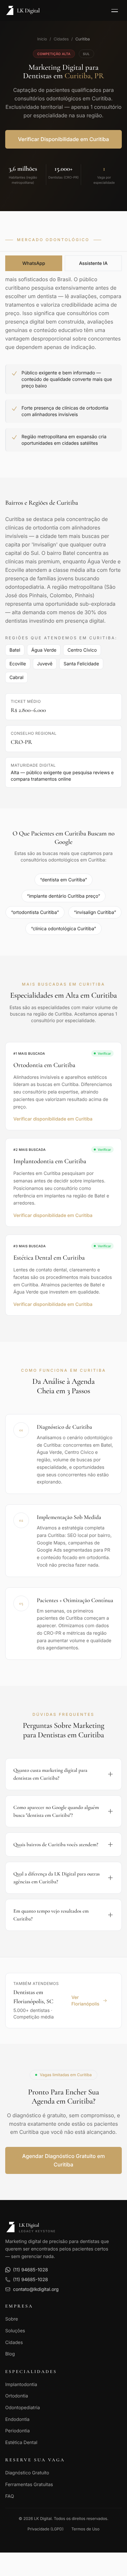 LK Digital
Início / Cidades / Curitiba
COMPETIÇÃO ALTA
SUL
Marketing Digital para
Dentistas em Curitiba, PR
Captação de pacientes qualificados para
consultórios odontológicos em Curitiba.
Exclusividade territorial — apenas 1 consultório
por especialidade.
Verificar Disponibilidade em Curitiba
3,6 milhões
15.000+
1
Dentistas (CRO-PR)
MERCADO ODONTOLÓGICO
WhatsApp
Assistente IA
mais sofisticados do Brasil. O público
curitibano pesquisa extensivamente antes de
escolher um dentista — lê avaliações, compara
tratamentos e valoriza credibilidade acima de
preço. Isso significa que consultórios com
presença digital profissional, avaliações
robustas e conteúdo educativo têm vantagem
desproporcional sobre concorrentes que ainda
dependem apenas de indicação.
Público exigente e bem informado —
conteúdo de qualidade converte mais que
preço baixo
Forte presença de clínicas de ortodontia
com alinhadores invisíveis
Região metropolitana em expansão cria
oportunidades em cidades satélites
Bairros e Regiões de Curitiba
Curitiba se destaca pela concentração de
clínicas de ortodontia com alinhadores
invisíveis — é a cidade com mais buscas per
capita por 'Invisalign' entre qualquer outra
capital do Sul. O bairro Batel concentra as
clínicas premium, enquanto Água Verde e
Ecoville atendem classe média alta com forte
presença de famílias jovens buscando
ortopediatria. A região metropolitana (São
José dos Pinhais, Colombo, Pinhais)
representa uma oportunidade sub-explorada
— alta demanda com menos de 30% dos
dentistas investindo em presença digital.
REGIÕES QUE ATENDEMOS EM CURITIBA:
Batel
Água Verde
Centro Cívico
Ecoville
Juvevê
Santa Felicidade
Cabral
TICKET MÉDIO
R$ 2.800–6.000
CONSELHO REGIONAL
CRO-PR
MATURIDADE DIGITAL
Alta — público exigente que pesquisa reviews e
compara tratamentos online
O Que Pacientes em Curitiba Buscam no
Google
Estas são as buscas reais que captamos para
consultórios odontológicos em Curitiba:
"dentista em Curitiba"
"implante dentário Curitiba preço"
"ortodontista Curitiba"
"invisalign Curitiba"
"clínica odontológica Curitiba"
MAIS BUSCADAS EM CURITIBA
Especialidades em Alta em Curitiba
Estas são as especialidades com maior volume de
buscas na região de Curitiba. Aceitamos apenas 1
consultório por especialidade.
#1 MAIS BUSCADA
Verificar
Ortodontia em Curitiba
Alinhadores invisíveis e aparelhos estéticos
lideram as buscas em Curitiba. Diferenciamos
seu consultório pela experiência, atraindo
pacientes que valorizam resultado acima de
preço.
Verificar disponibilidade em Curitiba
#2 MAIS BUSCADA
Verificar
Implantodontia em Curitiba
Pacientes em Curitiba pesquisam por
semanas antes de decidir sobre implantes.
Posicionamos seu consultório como
referência em implantes na região de Batel e
arredores.
Verificar disponibilidade em Curitiba
#3 MAIS BUSCADA
Verificar
Estética Dental em Curitiba
Lentes de contato dental, clareamento e
facetas são os procedimentos mais buscados
em Curitiba. Atraímos pacientes de Batel e
Água Verde que desejam investir em qualidade.
Verificar disponibilidade em Curitiba
COMO FUNCIONA EM CURITIBA
Da Análise à Agenda
Cheia em 3 Passos
Diagnóstico de Curitiba
Analisamos o cenário odontológico de
Curitiba: concorrentes em Batel,
Água Verde, Centro Cívico e
região, volume de buscas por
especialidade, e oportunidades
que seus concorrentes não estão
explorando.
Implementação Sob Medida
Ativamos a estratégia completa
para Curitiba: SEO local por bairro,
Google Maps, campanhas de
Google Ads segmentadas para PR
e conteúdo focado em ortodontia.
Você não precisa fazer nada.
Pacientes + Otimização Contínua
Em semanas, os primeiros
pacientes de Curitiba começam a
aparecer. Otimizamos com dados
do CRO-PR e métricas da região
para aumentar volume e qualidade
dos agendamentos.
DÚVIDAS FREQUENTES
Perguntas Sobre Marketing
para Dentistas em Curitiba
Quanto custa marketing digital para
dentistas em Curitiba?
Como aparecer no Google quando alguém
busca "dentista em Curitiba"?
Quais bairros de Curitiba vocês atendem?
Qual a diferença da LK Digital para outras
agências em Curitiba?
Em quanto tempo vejo resultados em
Curitiba?
TAMBÉM ATENDEMOS
Dentistas em
Florianópolis, SC
5.000+ dentistas
Competição média
Ver
Florianópolis →
Vagas limitadas em Curitiba
Pronto Para Encher Sua
Agenda em Curitiba?
O diagnóstico é gratuito, sem compromisso, e
mostra exatamente onde estão os pacientes
em Curitiba que você não está alcançando.
Agendar Diagnóstico Gratuito em
Curitiba
LK Digital
Marketing digital de precisão para dentistas que
querem ser encontrados pelos pacientes certos
— sem gerenciar nada.
(11) 94685-1028
(11) 94685-1028
contato@lkdigital.org
EMPRESA
Sobre
Soluções
Cidades
Blog
ESPECIALIDADES
Implantodontia
Ortodontia
Odontopediatria
Endodontia
Periodontia
Estética Dental
RESERVE SUA VAGA
Diagnóstico Gratuito
Ferramentas Gratuitas
FAQ
© 2026 LK Digital. Todos os direitos reservados.
Privacidade (LGPD)
Termos de Uso